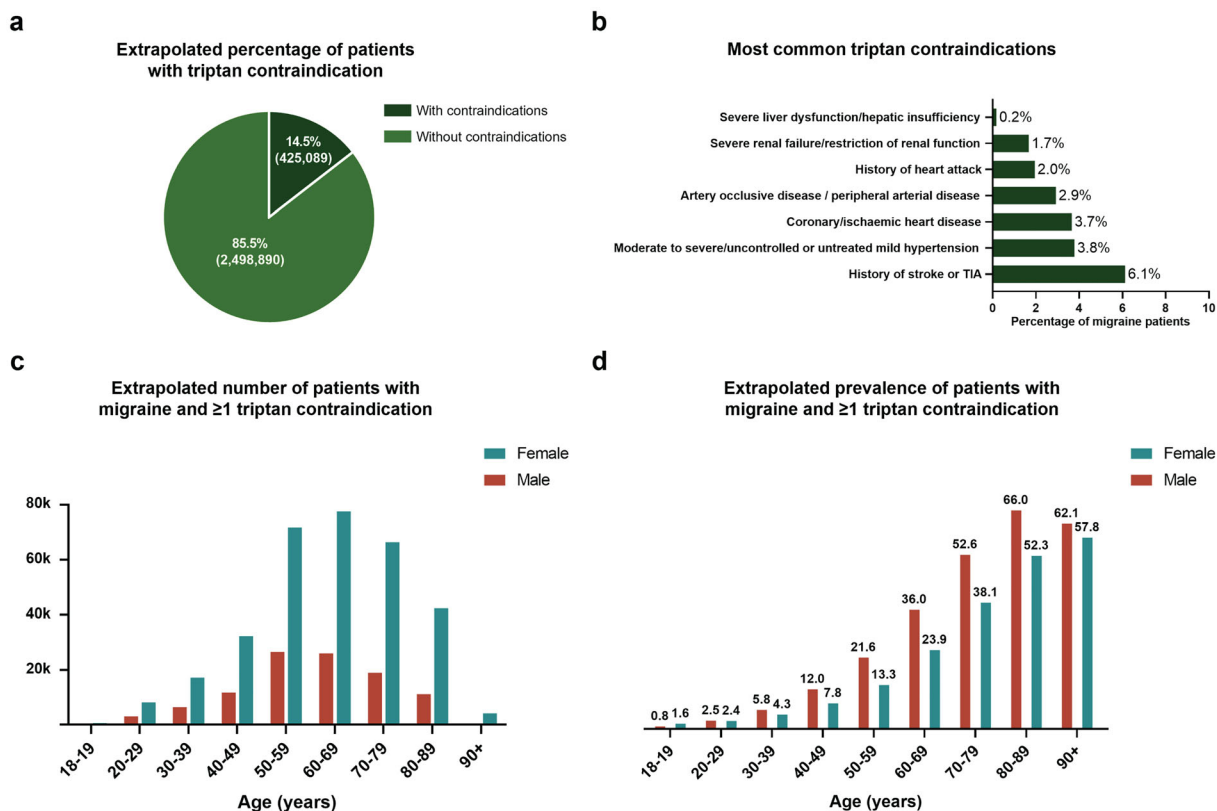 a
Extrapolated percentage of patients
with triptan contraindication
With contraindications
Without contraindications
14.5%
(425,089)
85.5%
(2,498,890)
b
Most common triptan contraindications
Severe liver dysfunction/hepatic insufficiency
0.2%
Severe renal failure/restriction of renal function
1.7%
History of heart attack
2.0%
Artery occlusive disease / peripheral arterial disease
2.9%
Coronary/ischaemic heart disease
3.7%
Moderate to severe/uncontrolled or untreated mild hypertension
3.8%
History of stroke or TIA
6.1%
0 2 4 6 8 10
Percentage of migraine patients
c
Extrapolated number of patients with
migraine and ≥1 triptan contraindication
Female
Male
80k
60k
40k
20k
18-19 20-29 30-39 40-49 50-59 60-69 70-79 80-89 90+
Age (years)
d
Extrapolated prevalence of patients with
migraine and ≥1 triptan contraindication
Male
Female
0.8 1.6 2.5 2.4 5.8 4.3 12.0 7.8 21.6 13.3 36.0 23.9 52.6 38.1 66.0 52.3 62.1 57.8
18-19 20-29 30-39 40-49 50-59 60-69 70-79 80-89 90+
Age (years)